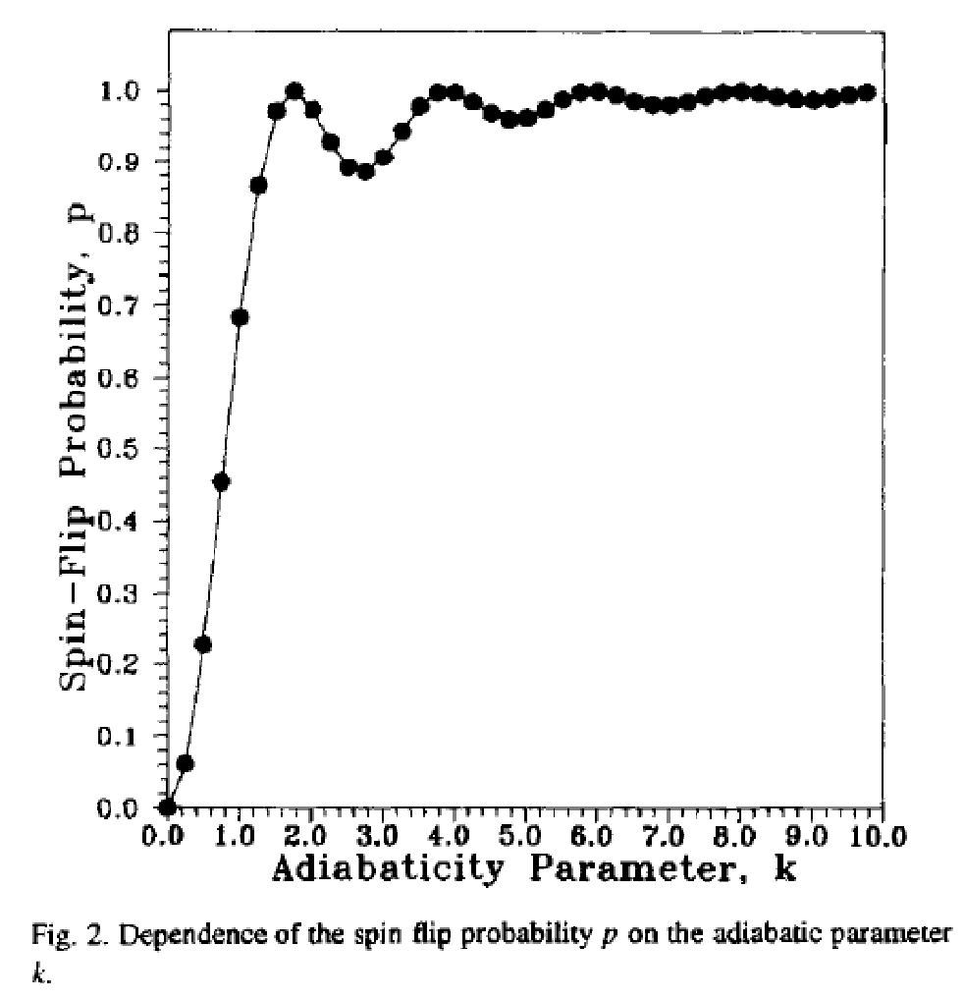 1.0
0.9
0.8
0.7
0.6
0.5
0.4
0.3
0.2
0.1
0.0
Spin-Flip Probability, p
0.0 1.0 2.0 3.0 4.0 5.0 6.0 7.0 8.0 9.0 10.0
Adiabaticity Parameter, k
Fig. 2. Dependence of the spin flip probability p on the adiabatic parameter
k.